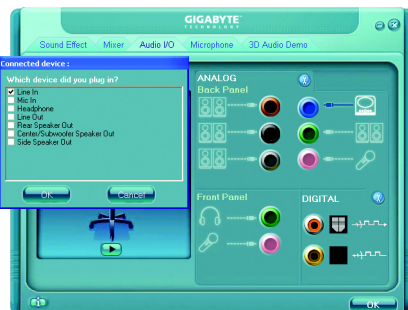 GIGABYTE
TECHNOLOGY
Sound Effect Mixer Audio I/O Microphone 3D Audio Demo
Connected device :
Which device did you plug in?
Line In
Mic In
Headphone
Line Out
Rear Speaker Out
Center/Subwoofer Speaker Out
Side Speaker Out
OK Cancel
ANALOG
Back Panel
Front Panel
DIGITAL
OK